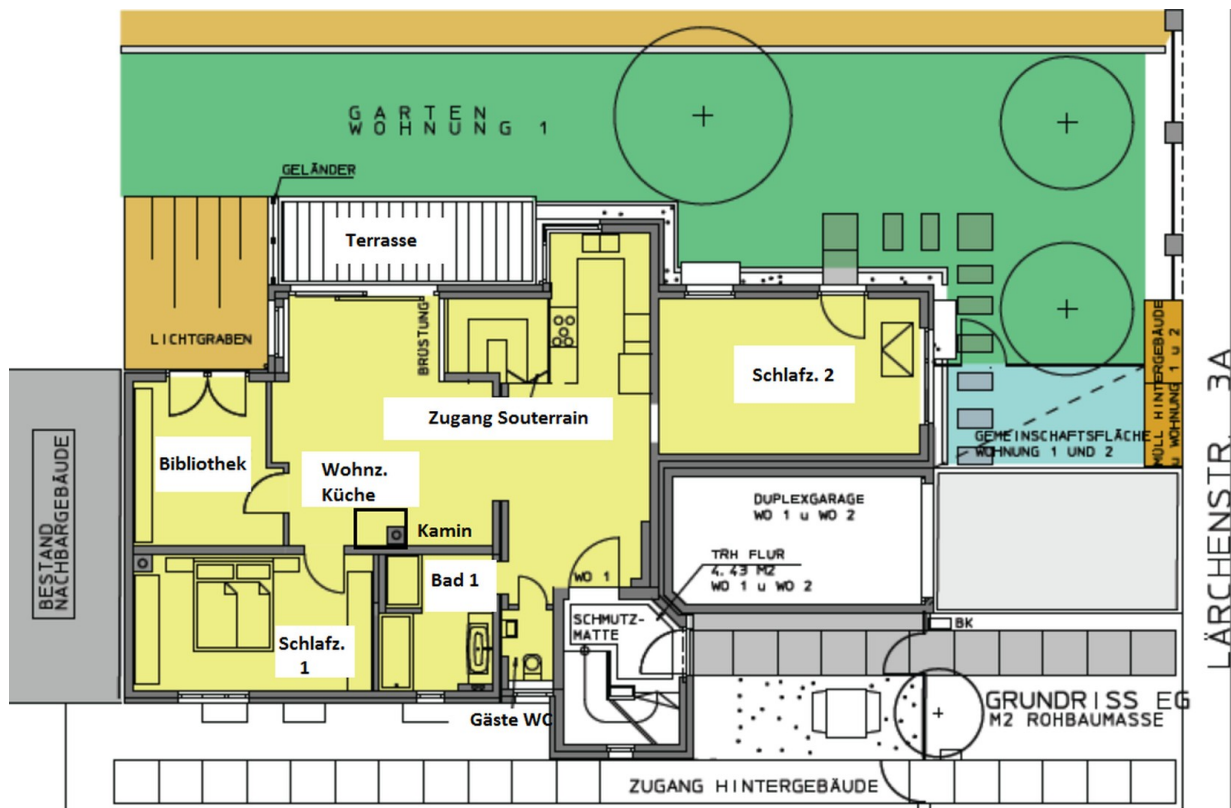 GARTEN
WOHNUNG 1
GELÄNDER
Terrasse
LICHTGRABEN
BRÜSTUNG
Schlafz. 2
Zugang Souterrain
Bibliothek
Wohnz.
Küche
Kamin
Bad 1
Schlafz.
1
Gäste WC
WO 1
BESTAND
NACHBARGEBÄUDE
GEMEINSCHAFTSFLÄCHE
WOHNUNG 1 UND 2
MÜLL HINTERGEBÄUDE
u WOHNUNG 1 u 2
LÄRCHENSTR. 3A
DUPLEXGARAGE
WO 1 u WO 2
TRH FLUR
4.43 M2
WO 1 u WO 2
SCHMUTZ-
MATTE
BK
GRUNDRISS EG
M2 ROHBAUMASSE
ZUGANG HINTERGEBÄUDE